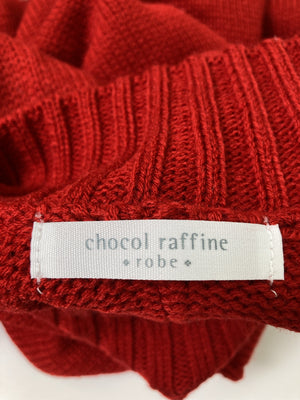 chocol raffine
❖ robe ❖